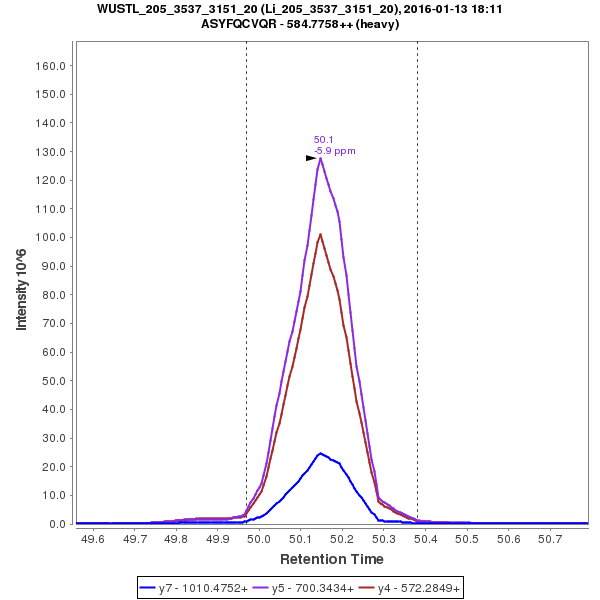 WUSTL_205_3537_3151_20 (Li_205_3537_3151_20), 2016-01-13 18:11
ASYFQCVQR - 584.7758++ (heavy)
Intensity 10^6
160.0
150.0
140.0
130.0
120.0
110.0
100.0
90.0
80.0
70.0
60.0
50.0
40.0
30.0
20.0
10.0
0.0
50.1
-5.9 ppm
49.6 49.7 49.8 49.9 50.0 50.1 50.2 50.3 50.4 50.5 50.6 50.7
Retention Time
y7 - 1010.4752+ y5 - 700.3434+ y4 - 572.2849+